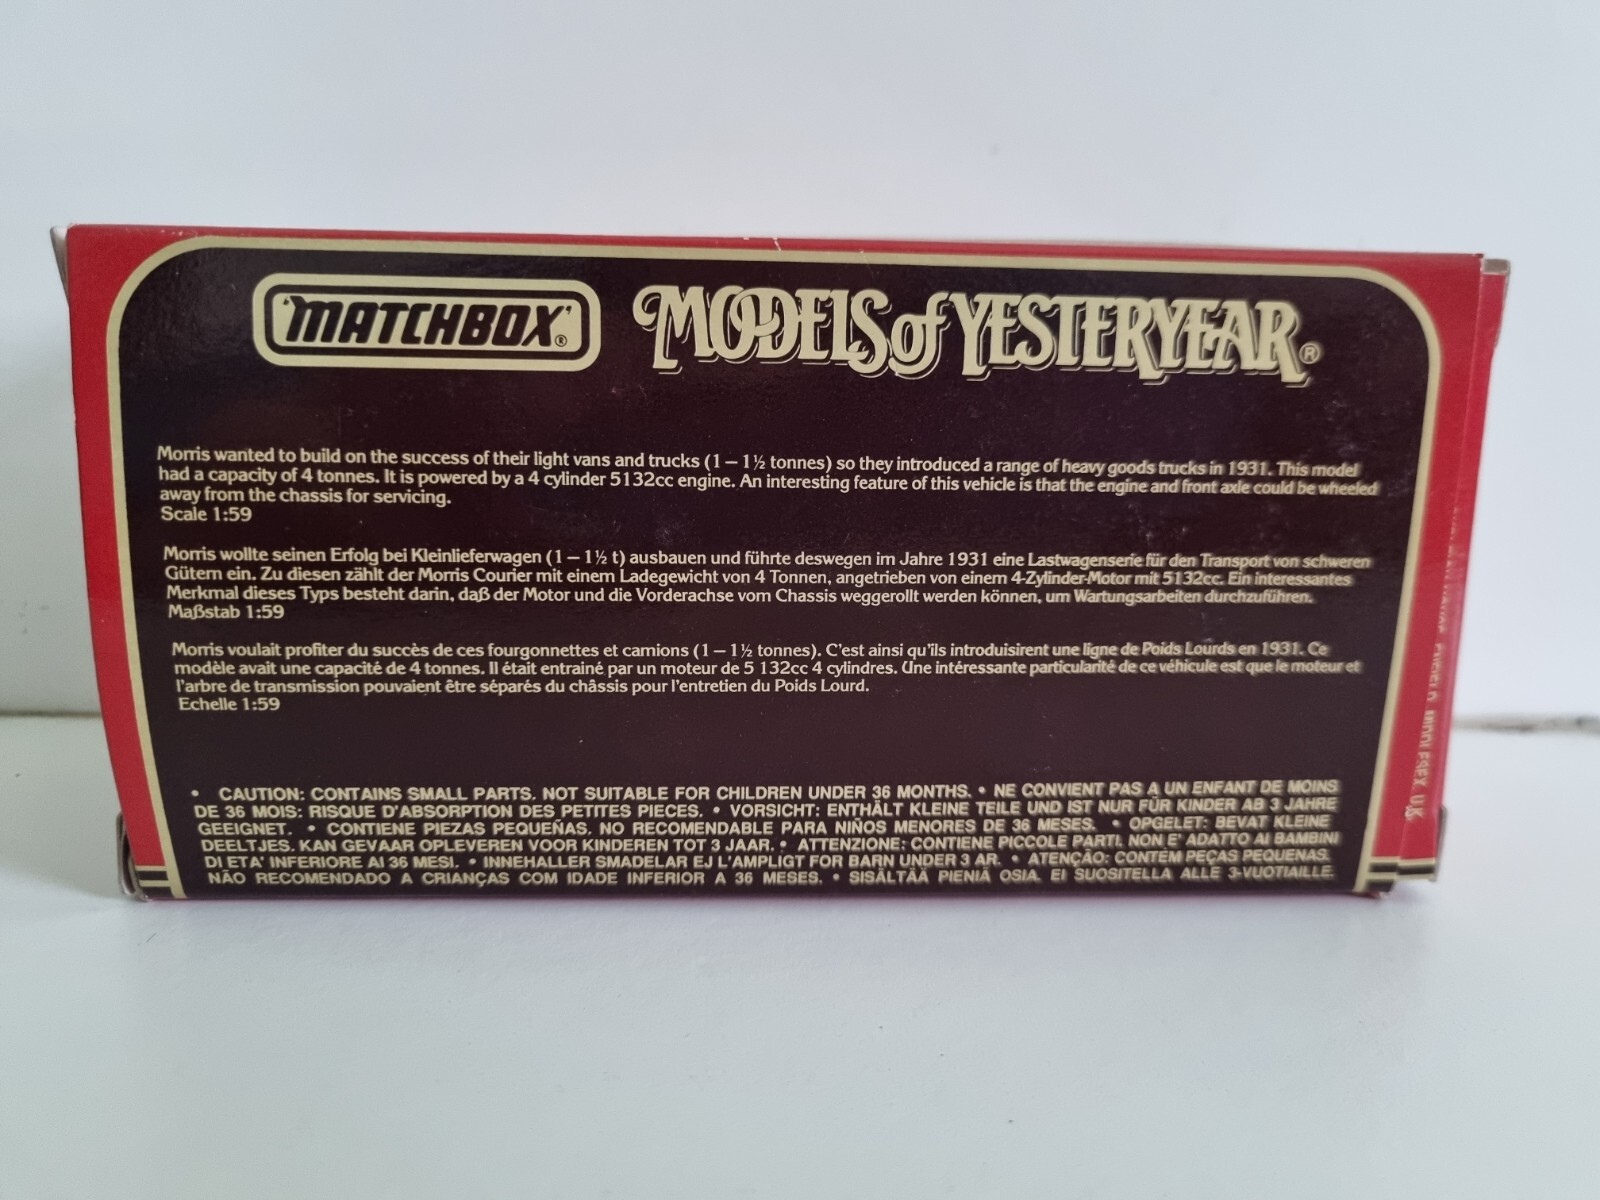 'MATCHBOX'®
MODELS of YESTERYEAR®
Morris wanted to build on the success of their light vans and trucks (1 – 1½ tonnes) so they introduced a range of heavy goods trucks in 1931. This model
had a capacity of 4 tonnes. It is powered by a 4 cylinder 5132cc engine. An interesting feature of this vehicle is that the engine and front axle could be wheeled
away from the chassis for servicing.
Scale 1:59
Morris wollte seinen Erfolg bei Kleinlieferwagen (1 – 1½ t) ausbauen und führte deswegen im Jahre 1931 eine Lastwagenserie für den Transport von schweren
Gütern ein. Zu diesen zählt der Morris Courier mit einem Ladegewicht von 4 Tonnen, angetrieben von einem 4-Zylinder-Motor mit 5132cc. Ein interessantes
Merkmal dieses Typs besteht darin, daß der Motor und die Vorderachse vom Chassis weggerollt werden können, um Wartungsarbeiten durchzuführen.
Maßstab 1:59
Morris voulait profiter du succès de ces fourgonnettes et camions (1 – 1½ tonnes). C'est ainsi qu'ils introduisirent une ligne de Poids Lourds en 1931. Ce
modèle avait une capacité de 4 tonnes. Il était entrainé par un moteur de 5 132cc 4 cylindres. Une intéressante particularité de ce véhicule est que le moteur et
l'arbre de transmission pouvaient être séparés du châssis pour l'entretien du Poids Lourd.
Echelle 1:59
• CAUTION: CONTAINS SMALL PARTS. NOT SUITABLE FOR CHILDREN UNDER 36 MONTHS. • NE CONVIENT PAS A UN ENFANT DE MOINS
DE 36 MOIS: RISQUE D'ABSORPTION DES PETITES PIECES. • VORSICHT: ENTHÄLT KLEINE TEILE UND IST NUR FÜR KINDER AB 3 JAHRE
GEEIGNET. • CONTIENE PIEZAS PEQUEÑAS. NO RECOMENDABLE PARA NIÑOS MENORES DE 36 MESES. • OPGELET: BEVAT KLEINE
DEELTJES. KAN GEVAAR OPLEVEREN VOOR KINDEREN TOT 3 JAAR. • ATTENZIONE: CONTIENE PICCOLE PARTI. NON E' ADATTO AI BAMBINI
DI ETA' INFERIORE AI 36 MESI. • INNEHALLER SMADELAR EJ L'AMPLIGT FOR BARN UNDER 3 AR. • ATENÇÃO: CONTÉM PEÇAS PEQUENAS.
NÃO RECOMENDADO A CRIANÇAS COM IDADE INFERIOR A 36 MESES. • SISÄLTÄÄ PIENIÄ OSIA. EI SUOSITELLA ALLE 3-VUOTIAILLE.
MIDDLESEX, U.K.